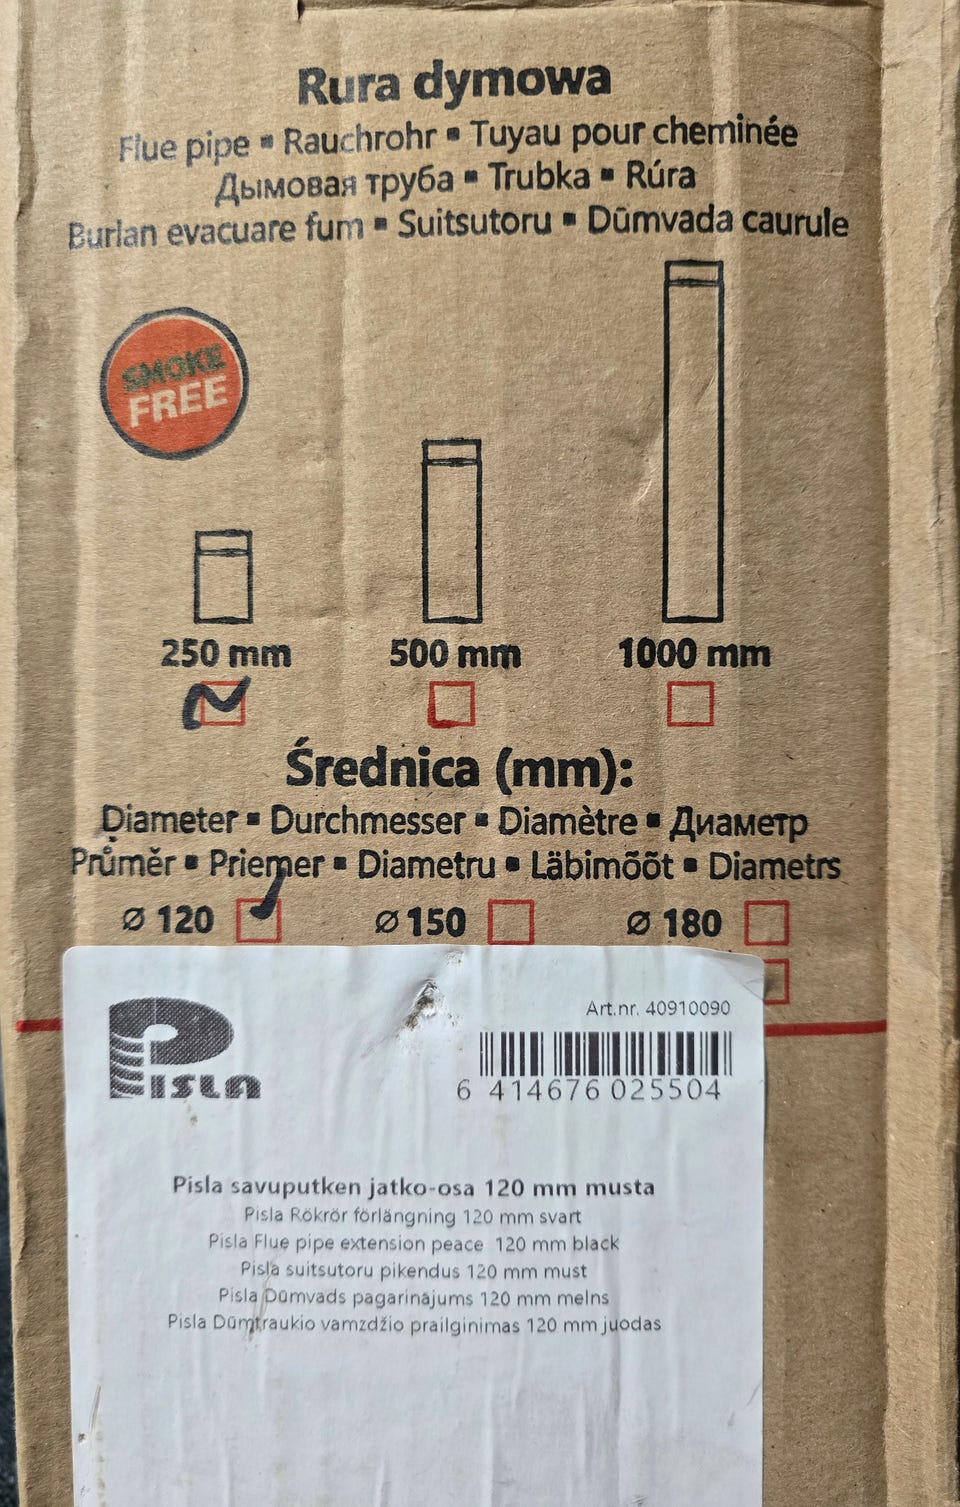 Rura dymowa
Flue pipe ▪ Rauchrohr ▪ Tuyau pour cheminée
Дымовая труба ▪ Trubka ▪ Rúra
Burlan evacuare fum ▪ Suitsutoru ▪ Dūmvada caurule
SMOKE
FREE
250 mm 500 mm 1000 mm
Średnica (mm):
Diameter ▪ Durchmesser ▪ Diamètre ▪ Диаметр
Průměr ▪ Priemer ▪ Diametru ▪ Läbimõõt ▪ Diametrs
Ø 120 Ø 150 Ø 180
Art.nr. 40910090
PISLA
6 414676 025504
Pisla savuputken jatko-osa 120 mm musta
Pisla Rökrör förlängning 120 mm svart
Pisla Flue pipe extension peace 120 mm black
Pisla suitsutoru pikendus 120 mm must
Pisla Dūmvads pagarinājums 120 mm melns
Pisla Dūmtraukio vamzdžio prailginimas 120 mm juodas